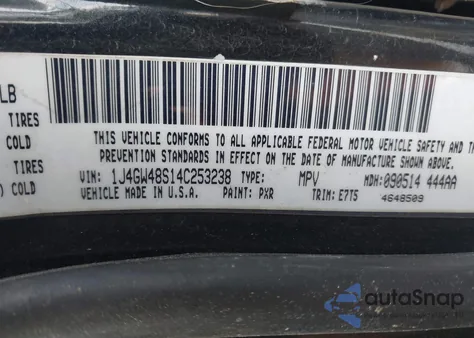 LB
TIRES
COLD
TIRES
) COLD
THIS VEHICLE CONFORMS TO ALL APPLICABLE FEDERAL MOTOR VEHICLE SAFETY AND TH
PREVENTION STANDARDS IN EFFECT ON THE DATE OF MANUFACTURE SHOWN ABOVE.
VIN: 1J4GW48S14C253238 TYPE: MPV MDH:090514 444AA
VEHICLE MADE IN U.S.A. PAINT: PXR TRIM: E7T5 4648509
autoSnap